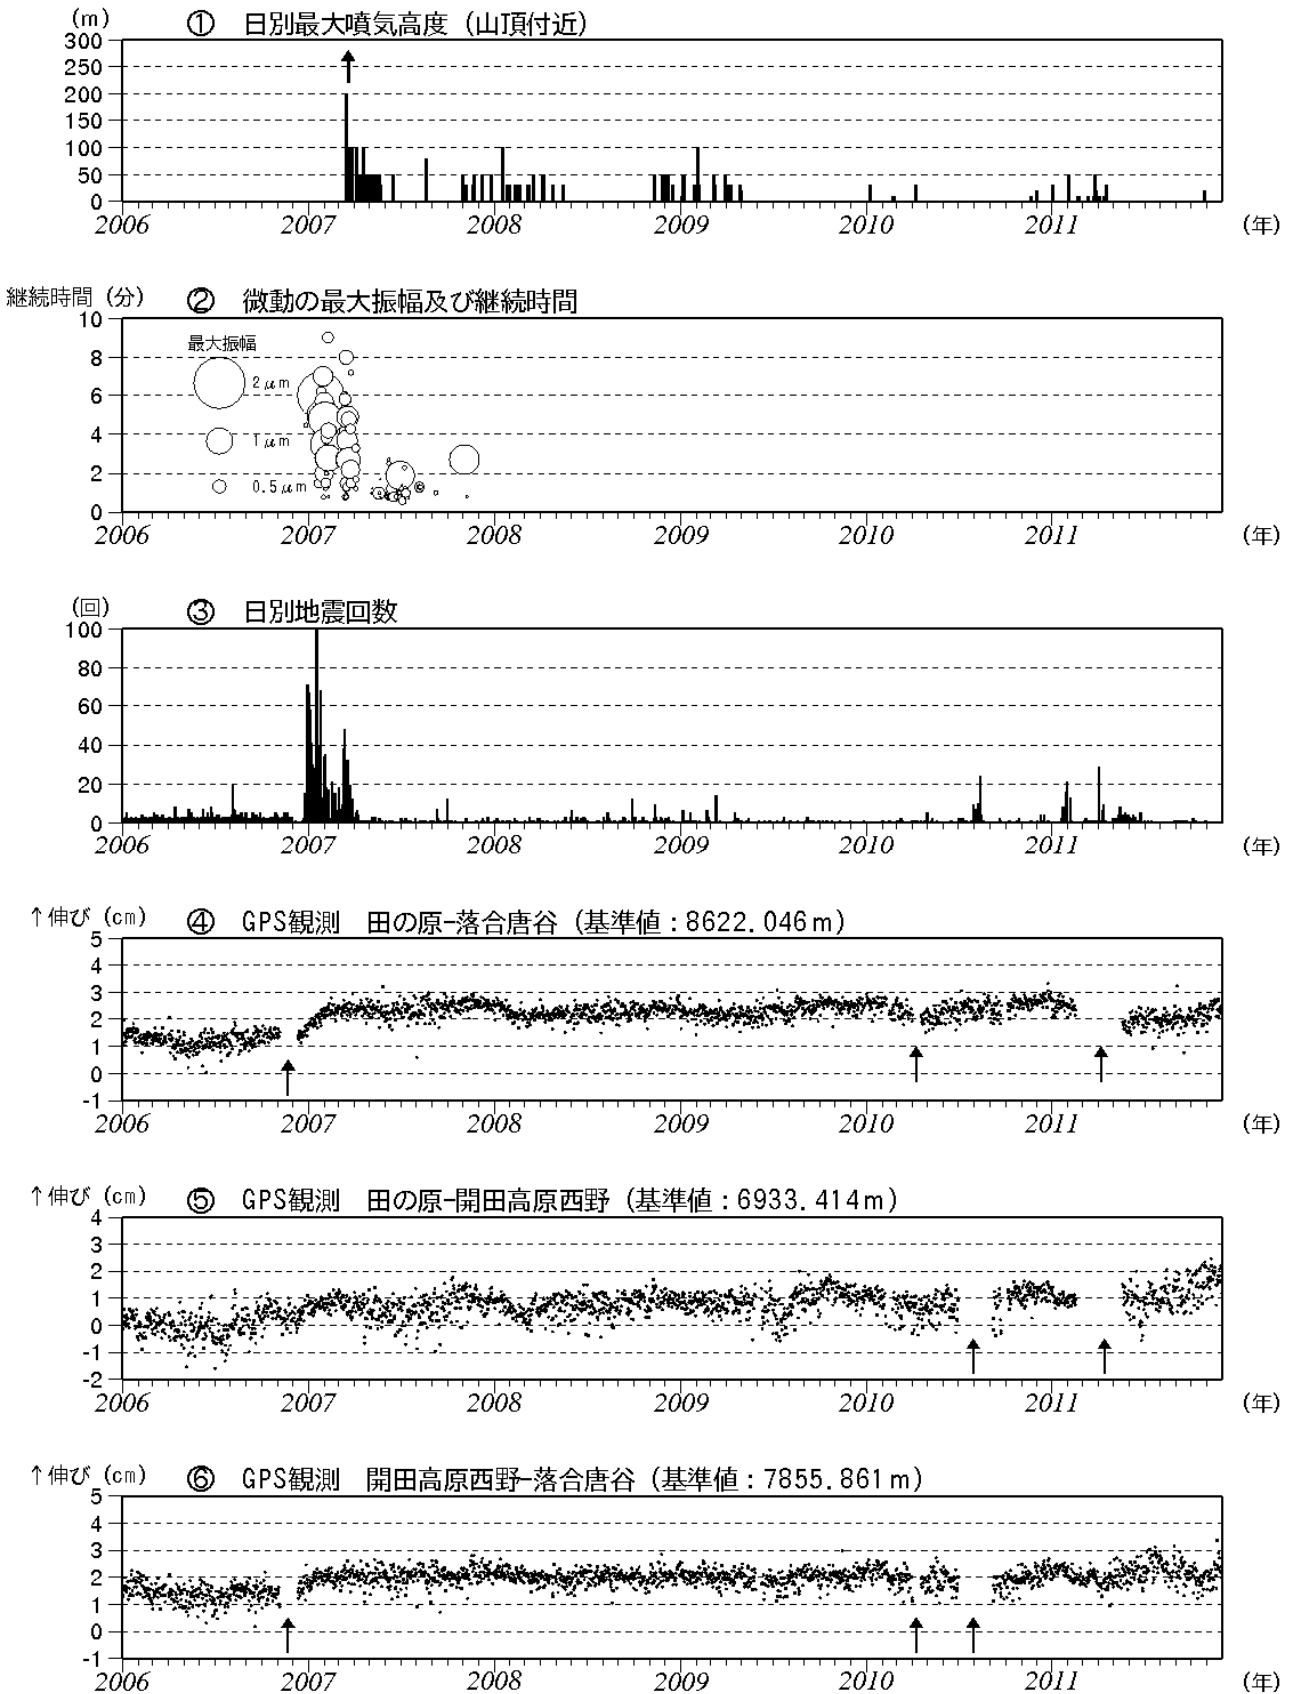 (m) ① 日別最大噴気高度（山頂付近）
300
250
200
150
100
50
0
2006 2007 2008 2009 2010 2011 (年)
継続時間（分） ② 微動の最大振幅及び継続時間
10
最大振幅
8
2μm
6
4 1μm
2 0.5μm
0
2006 2007 2008 2009 2010 2011 (年)
(回) ③ 日別地震回数
100
80
60
40
20
0
2006 2007 2008 2009 2010 2011 (年)
↑伸び（cm） ④ GPS観測 田の原-落合唐谷（基準値：8622.046m）
5
4
3
2
1
0
-1
2006 2007 2008 2009 2010 2011 (年)
↑伸び（cm） ⑤ GPS観測 田の原-開田高原西野（基準値：6933.414m）
4
3
2
1
0
-1
-2
2006 2007 2008 2009 2010 2011 (年)
↑伸び（cm） ⑥ GPS観測 開田高原西野-落合唐谷（基準値：7855.861m）
5
4
3
2
1
0
-1
2006 2007 2008 2009 2010 2011 (年)